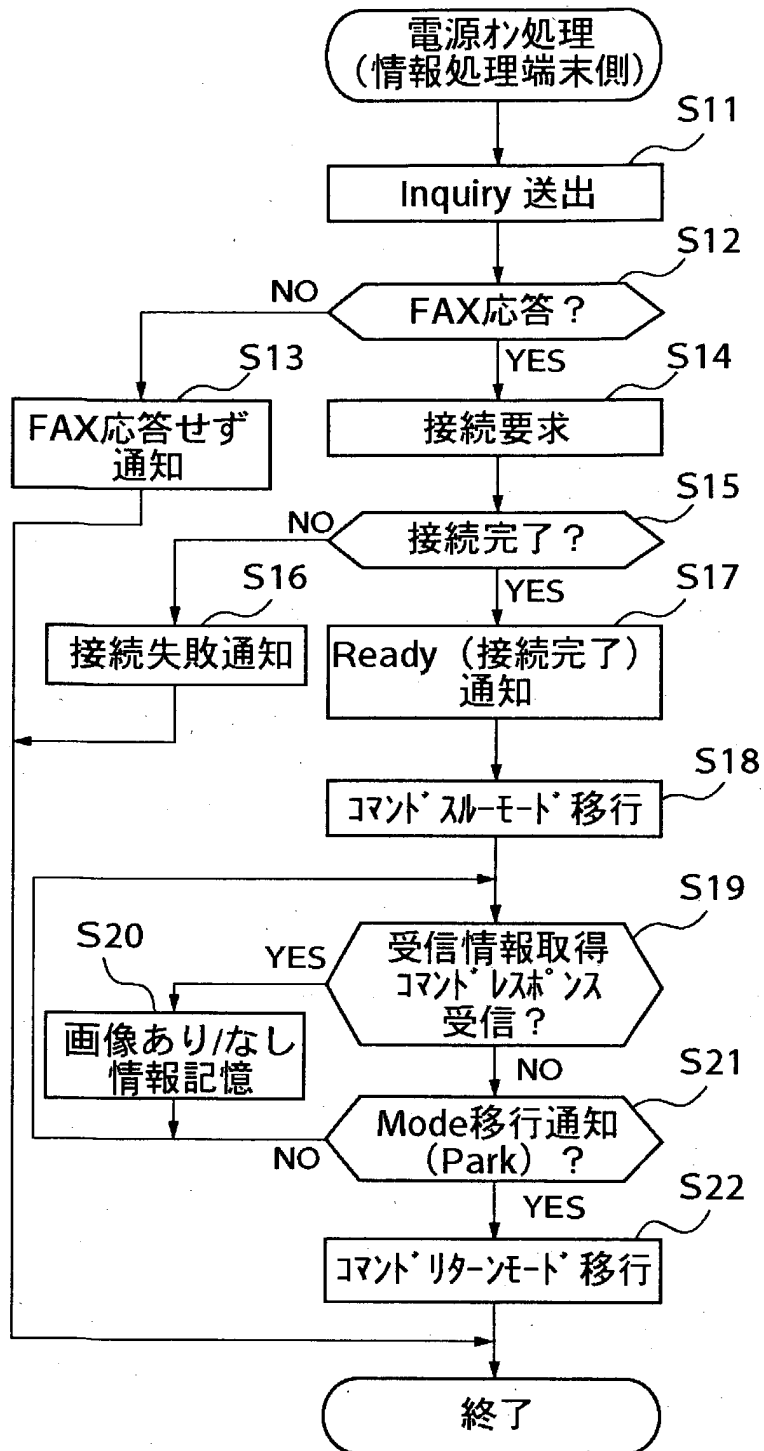 電源ｵﾝ処理
(情報処理端末側)
S11
Inquiry 送出
S12
NO
FAX応答？
S13
YES
S14
FAX応答せず
通知
接続要求
S15
NO
接続完了？
S16
YES
S17
接続失敗通知
Ready（接続完了）
通知
S18
ｺﾏﾝﾄﾞｽﾙｰﾓｰﾄﾞ移行
S19
S20
YES
受信情報取得
ｺﾏﾝﾄﾞﾚｽﾎﾟﾝｽ
受信？
画像あり/なし
情報記憶
NO
S21
Mode移行通知
（Park）？
NO
YES
S22
ｺﾏﾝﾄﾞﾘﾀｰﾝﾓｰﾄﾞ移行
終了